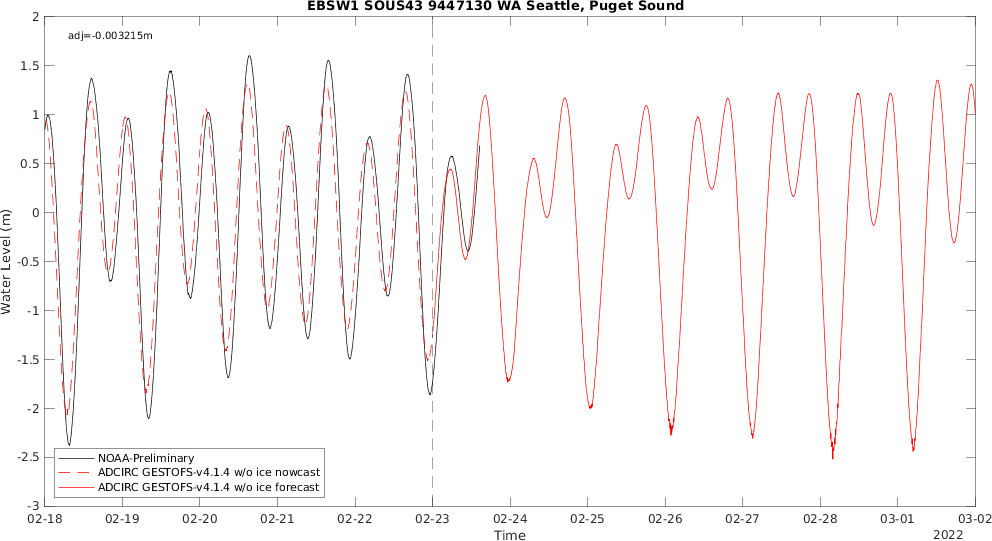 EBSW1 SOUS43 9447130 WA Seattle, Puget Sound
adj=-0.003215m
Water Level (m)
2
1.5
1
0.5
0
-0.5
-1
-1.5
-2
-2.5
-3
NOAA-Preliminary
ADCIRC GESTOFS-v4.1.4 w/o ice nowcast
ADCIRC GESTOFS-v4.1.4 w/o ice forecast
02-18 02-19 02-20 02-21 02-22 02-23 02-24 02-25 02-26 02-27 02-28 03-01 03-02
Time
2022